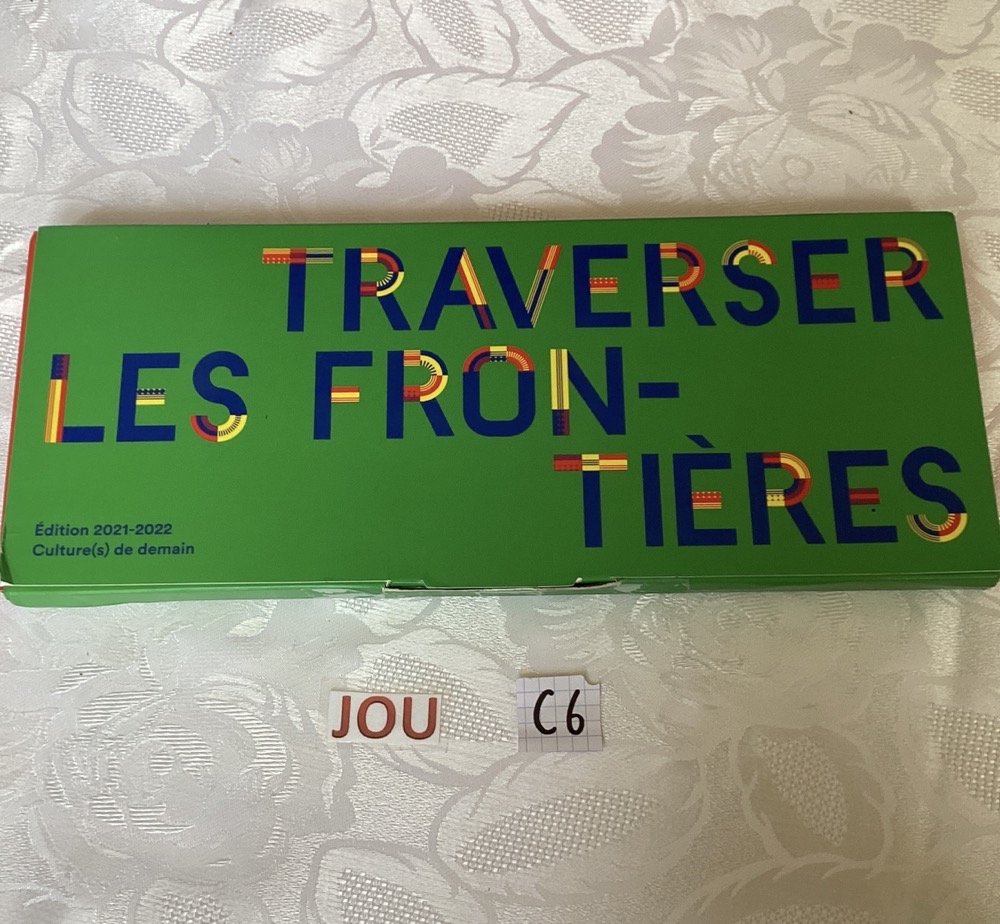 TRAVERSER
LES FRON-
TIÈRES
Édition 2021-2022
Culture(s) de demain
JOU
C6